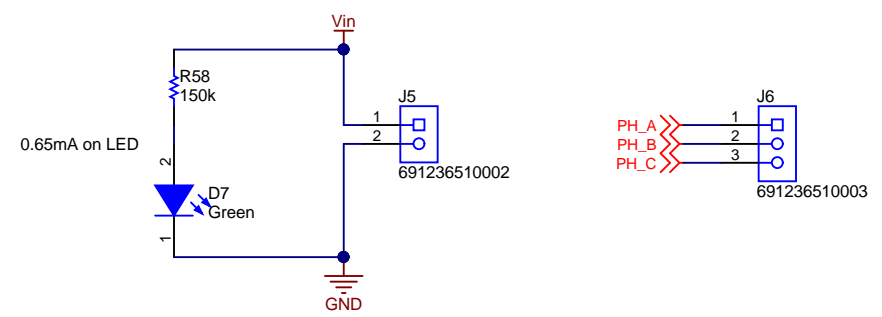 Vin
R58
150k
0.65mA on LED
2
D7
Green
1
GND
J5
1
2
691236510002
PH_A
PH_B
PH_C
J6
1
2
3
691236510003